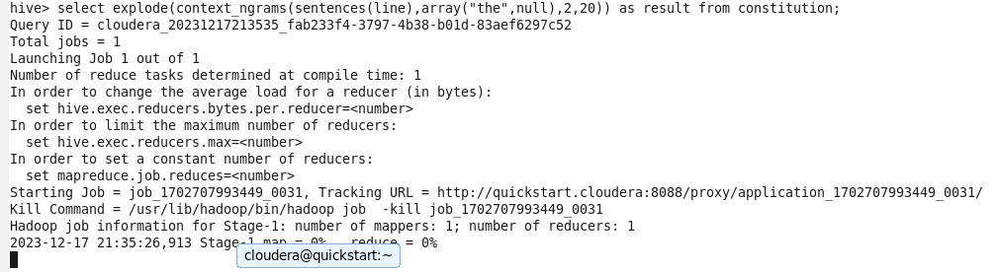 hive> select explode(context_ngrams(sentences(line),array("the",null),2,20)) as result from constitution;
Query ID = cloudera_20231217213535_fab233f4-3797-4b38-b01d-83aef6297c52
Total jobs = 1
Launching Job 1 out of 1
Number of reduce tasks determined at compile time: 1
In order to change the average load for a reducer (in bytes):
  set hive.exec.reducers.bytes.per.reducer=<number>
In order to limit the maximum number of reducers:
  set hive.exec.reducers.max=<number>
In order to set a constant number of reducers:
  set mapreduce.job.reduces=<number>
Starting Job = job_1702707993449_0031, Tracking URL = http://quickstart.cloudera:8088/proxy/application_1702707993449_0031/
Kill Command = /usr/lib/hadoop/bin/hadoop job  -kill job_1702707993449_0031
Hadoop job information for Stage-1: number of mappers: 1; number of reducers: 1
2023-12-17 21:35:26,913 Stage-1 map = 0%,  reduce = 0%
cloudera@quickstart:~